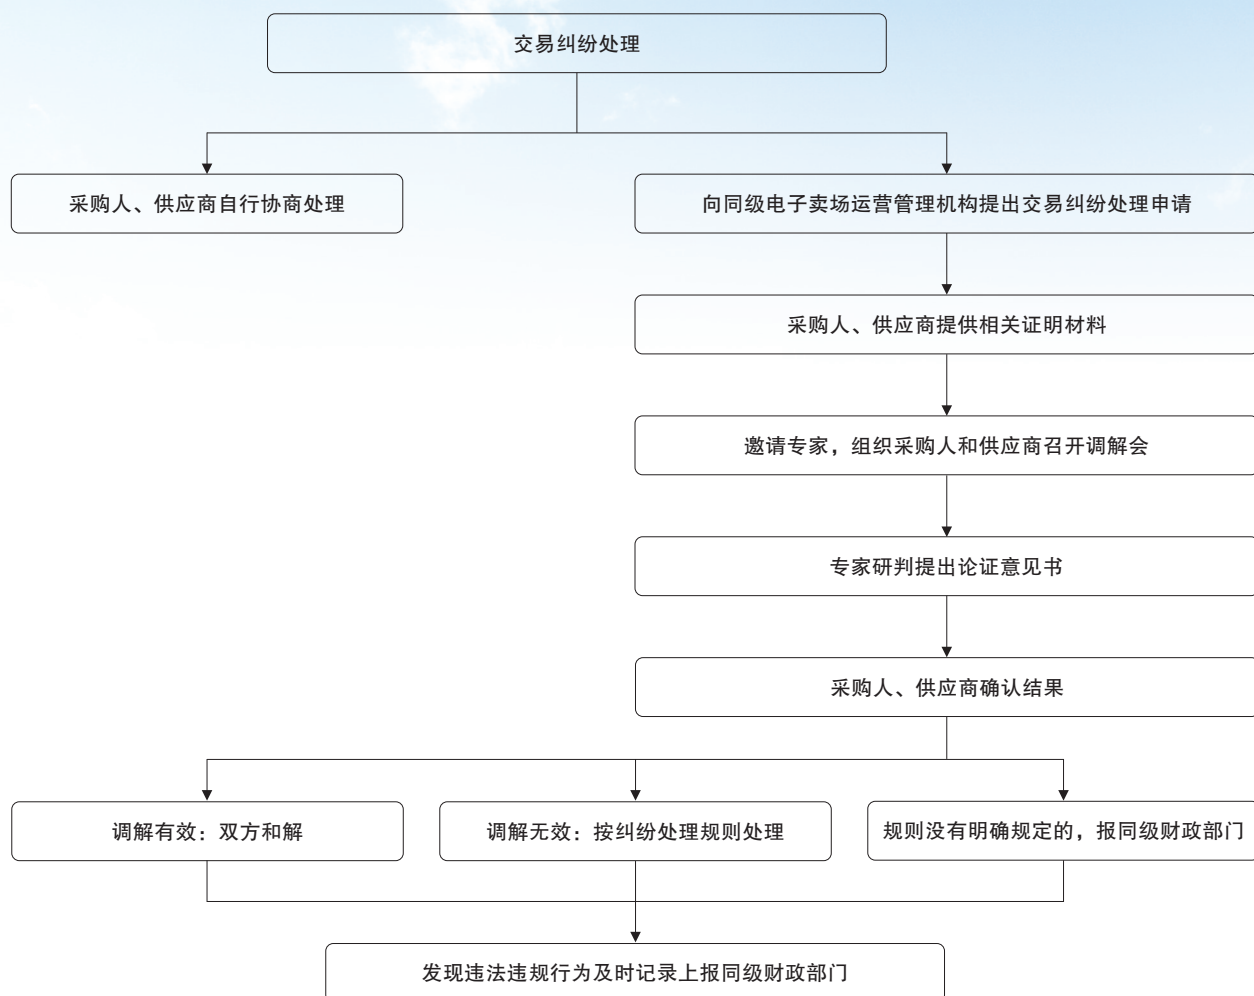 交易纠纷处理
采购人、供应商自行协商处理
向同级电子卖场运营管理机构提出交易纠纷处理申请
采购人、供应商提供相关证明材料
邀请专家，组织采购人和供应商召开调解会
专家研判提出论证意见书
采购人、供应商确认结果
调解有效：双方和解
调解无效：按纠纷处理规则处理
规则没有明确规定的，报同级财政部门
发现违法违规行为及时记录上报同级财政部门